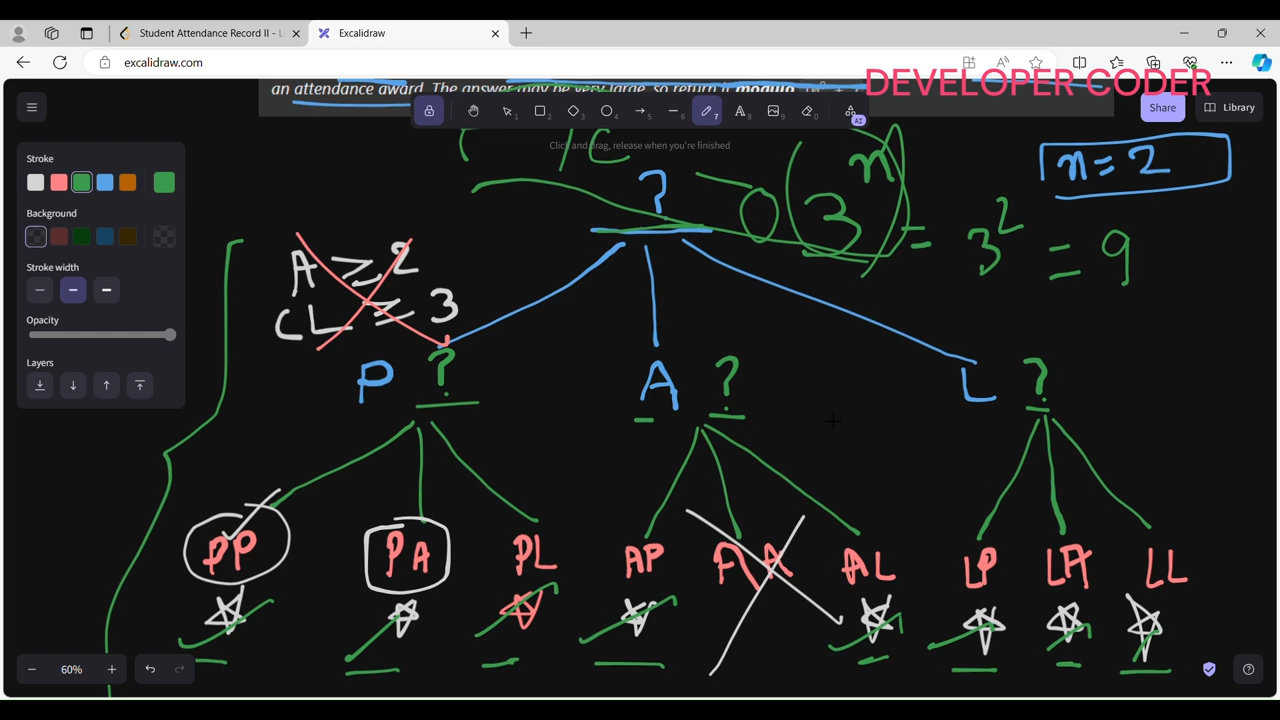 Student Attendance Record II - L
Excalidraw
excalidraw.com
DEVELOPER CODER
an attendance award. The answer may be very large, so return it modulo
Share
Library
Click and drag, release when you're finished
Stroke
Background
Stroke width
Opacity
Layers
60%
n = 2
?
O(3^n) = 3^2 = 9
A ≥ 2
CL ≥ 3
P ? A ? L ?
PP PA PL AP AA AL LP LA LL